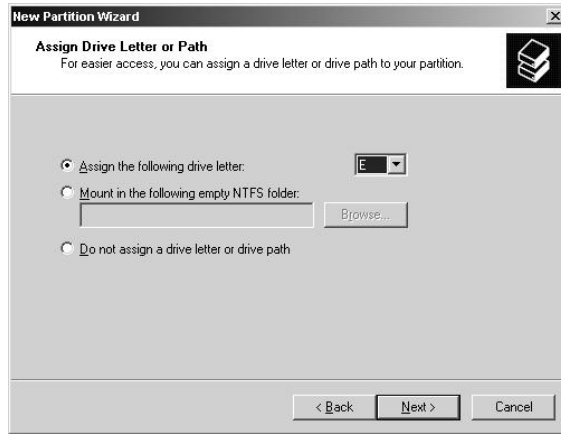 New Partition Wizard
Assign Drive Letter or Path
For easier access, you can assign a drive letter or drive path to your partition.
Assign the following drive letter:
E
Mount in the following empty NTFS folder:
Browse...
Do not assign a drive letter or drive path
< Back
Next >
Cancel